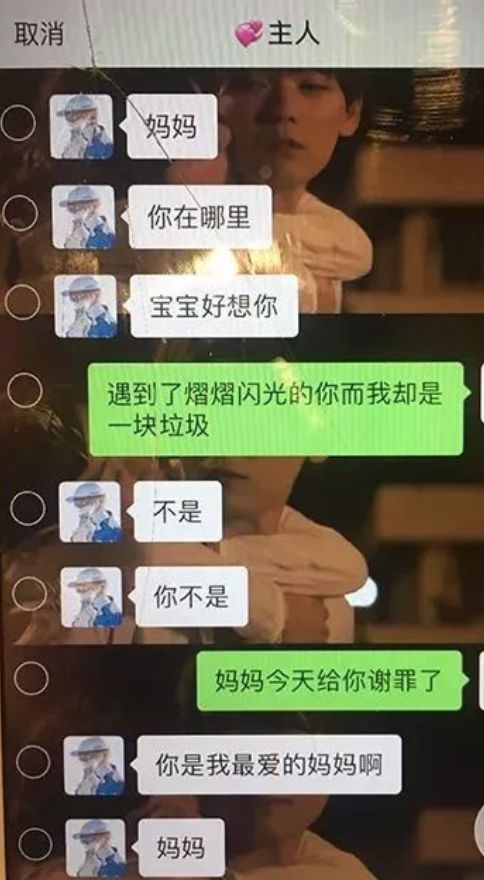 取消
主人
妈妈
你在哪里
宝宝好想你
遇到了熠熠闪光的你而我却是
一块垃圾
不是
你不是
妈妈今天给你谢罪了
你是我最爱的妈妈啊
妈妈